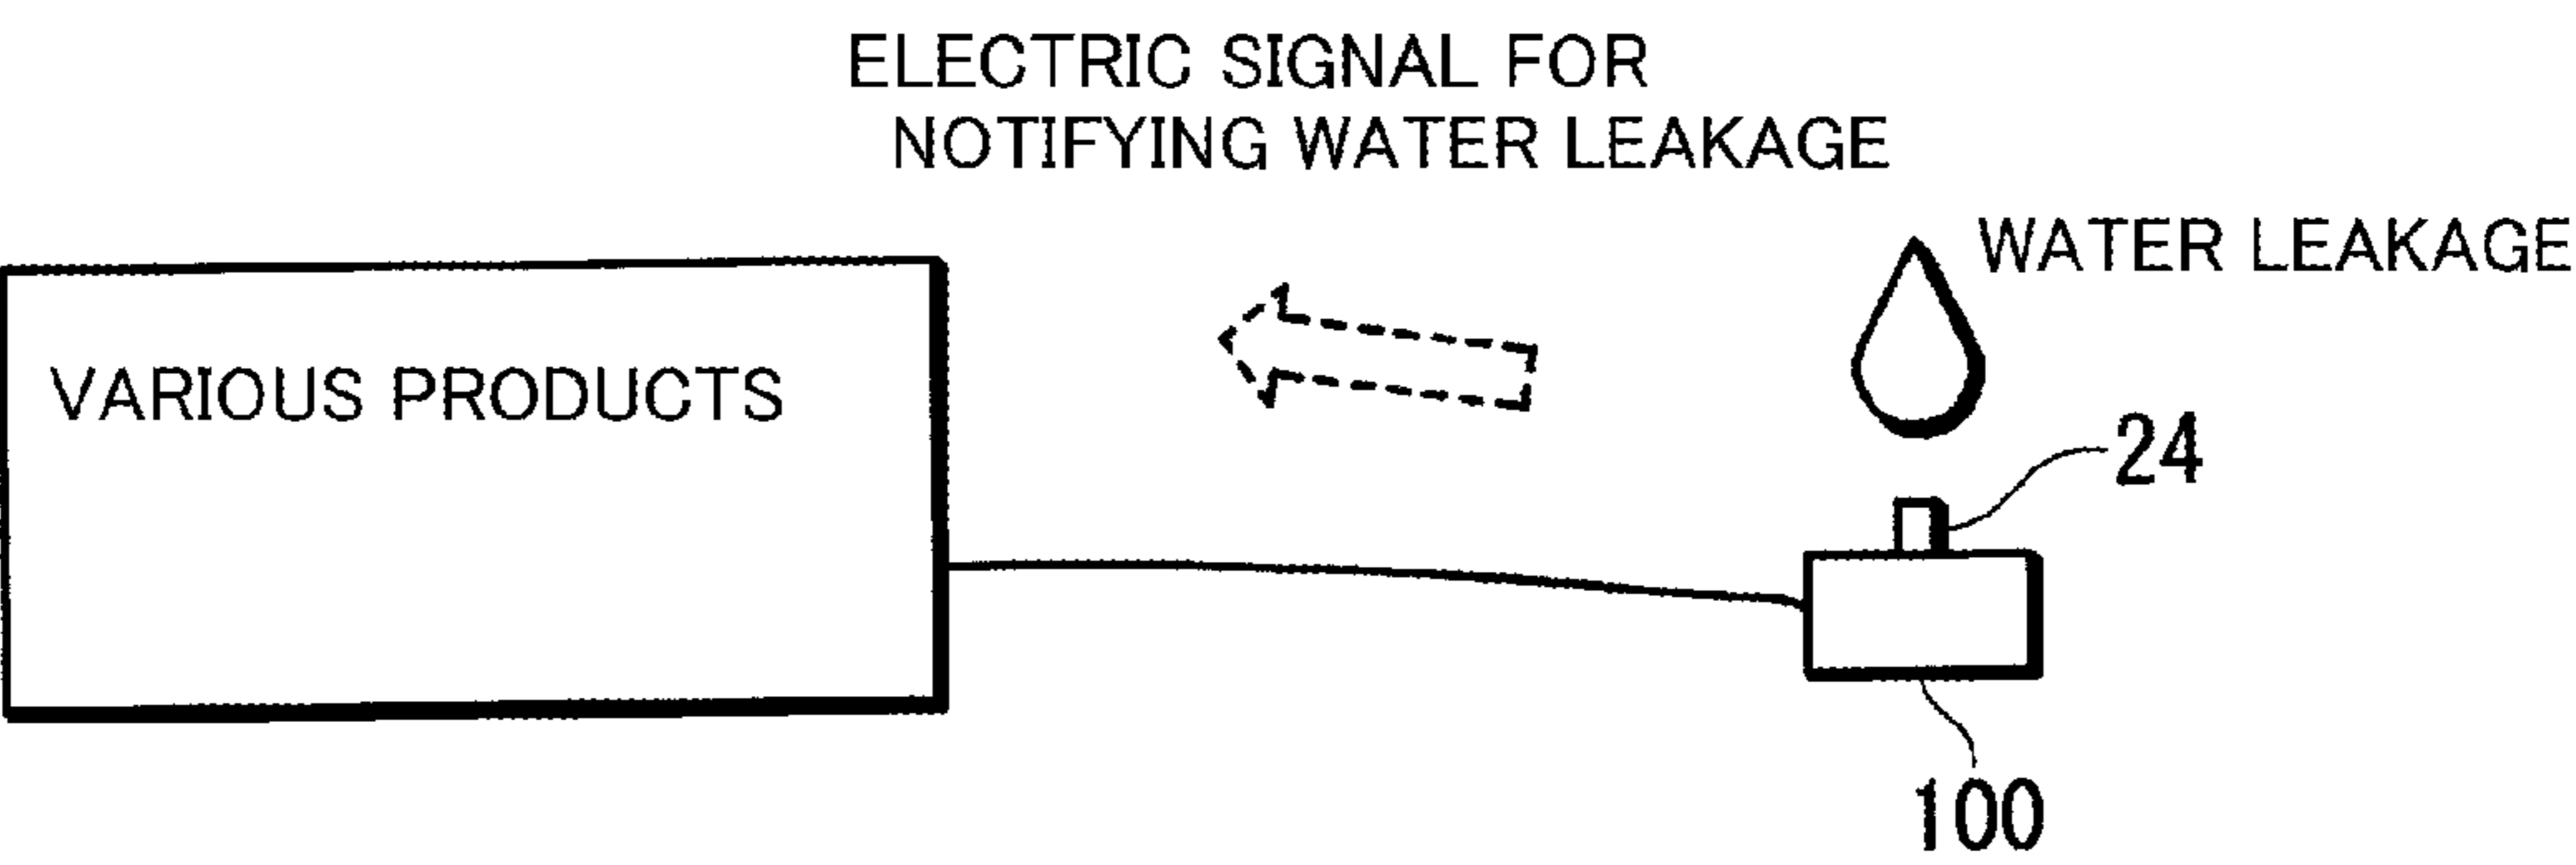 ELECTRIC SIGNAL FOR
NOTIFYING WATER LEAKAGE
WATER LEAKAGE
VARIOUS PRODUCTS
24
100